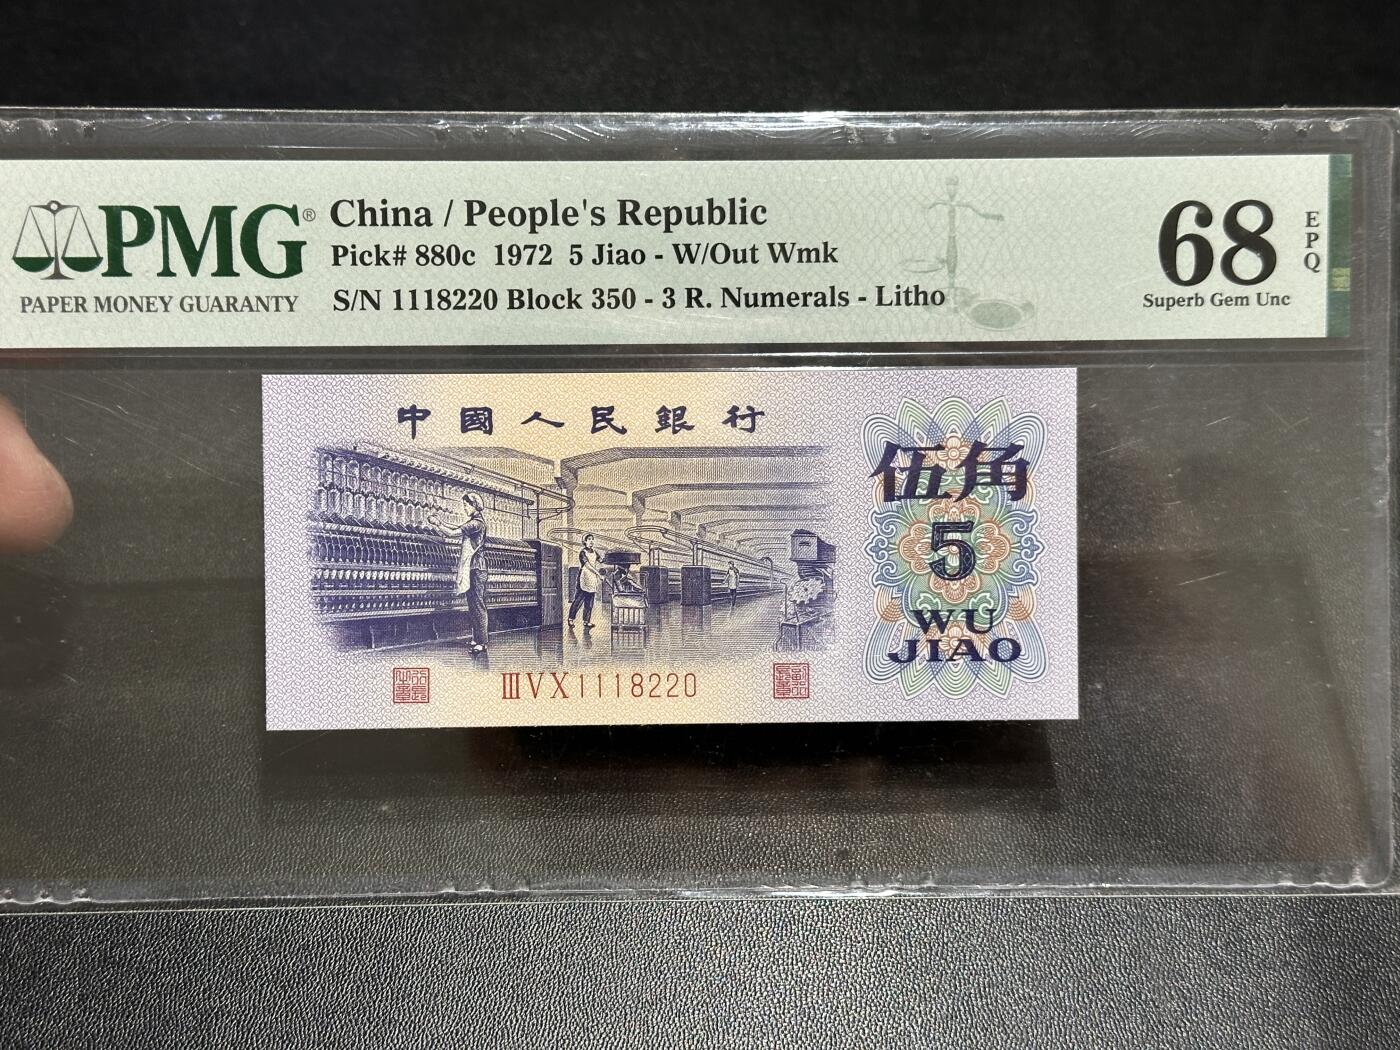 PMG®
PAPER MONEY GUARANTY
China / People's Republic
Pick# 880c 1972 5 Jiao - W/Out Wmk
S/N 1118220 Block 350 - 3 R. Numerals - Litho
68 EPQ
Superb Gem Unc
中國人民銀行
伍角
5
WU
JIAO
ⅢⅤⅩ1118220